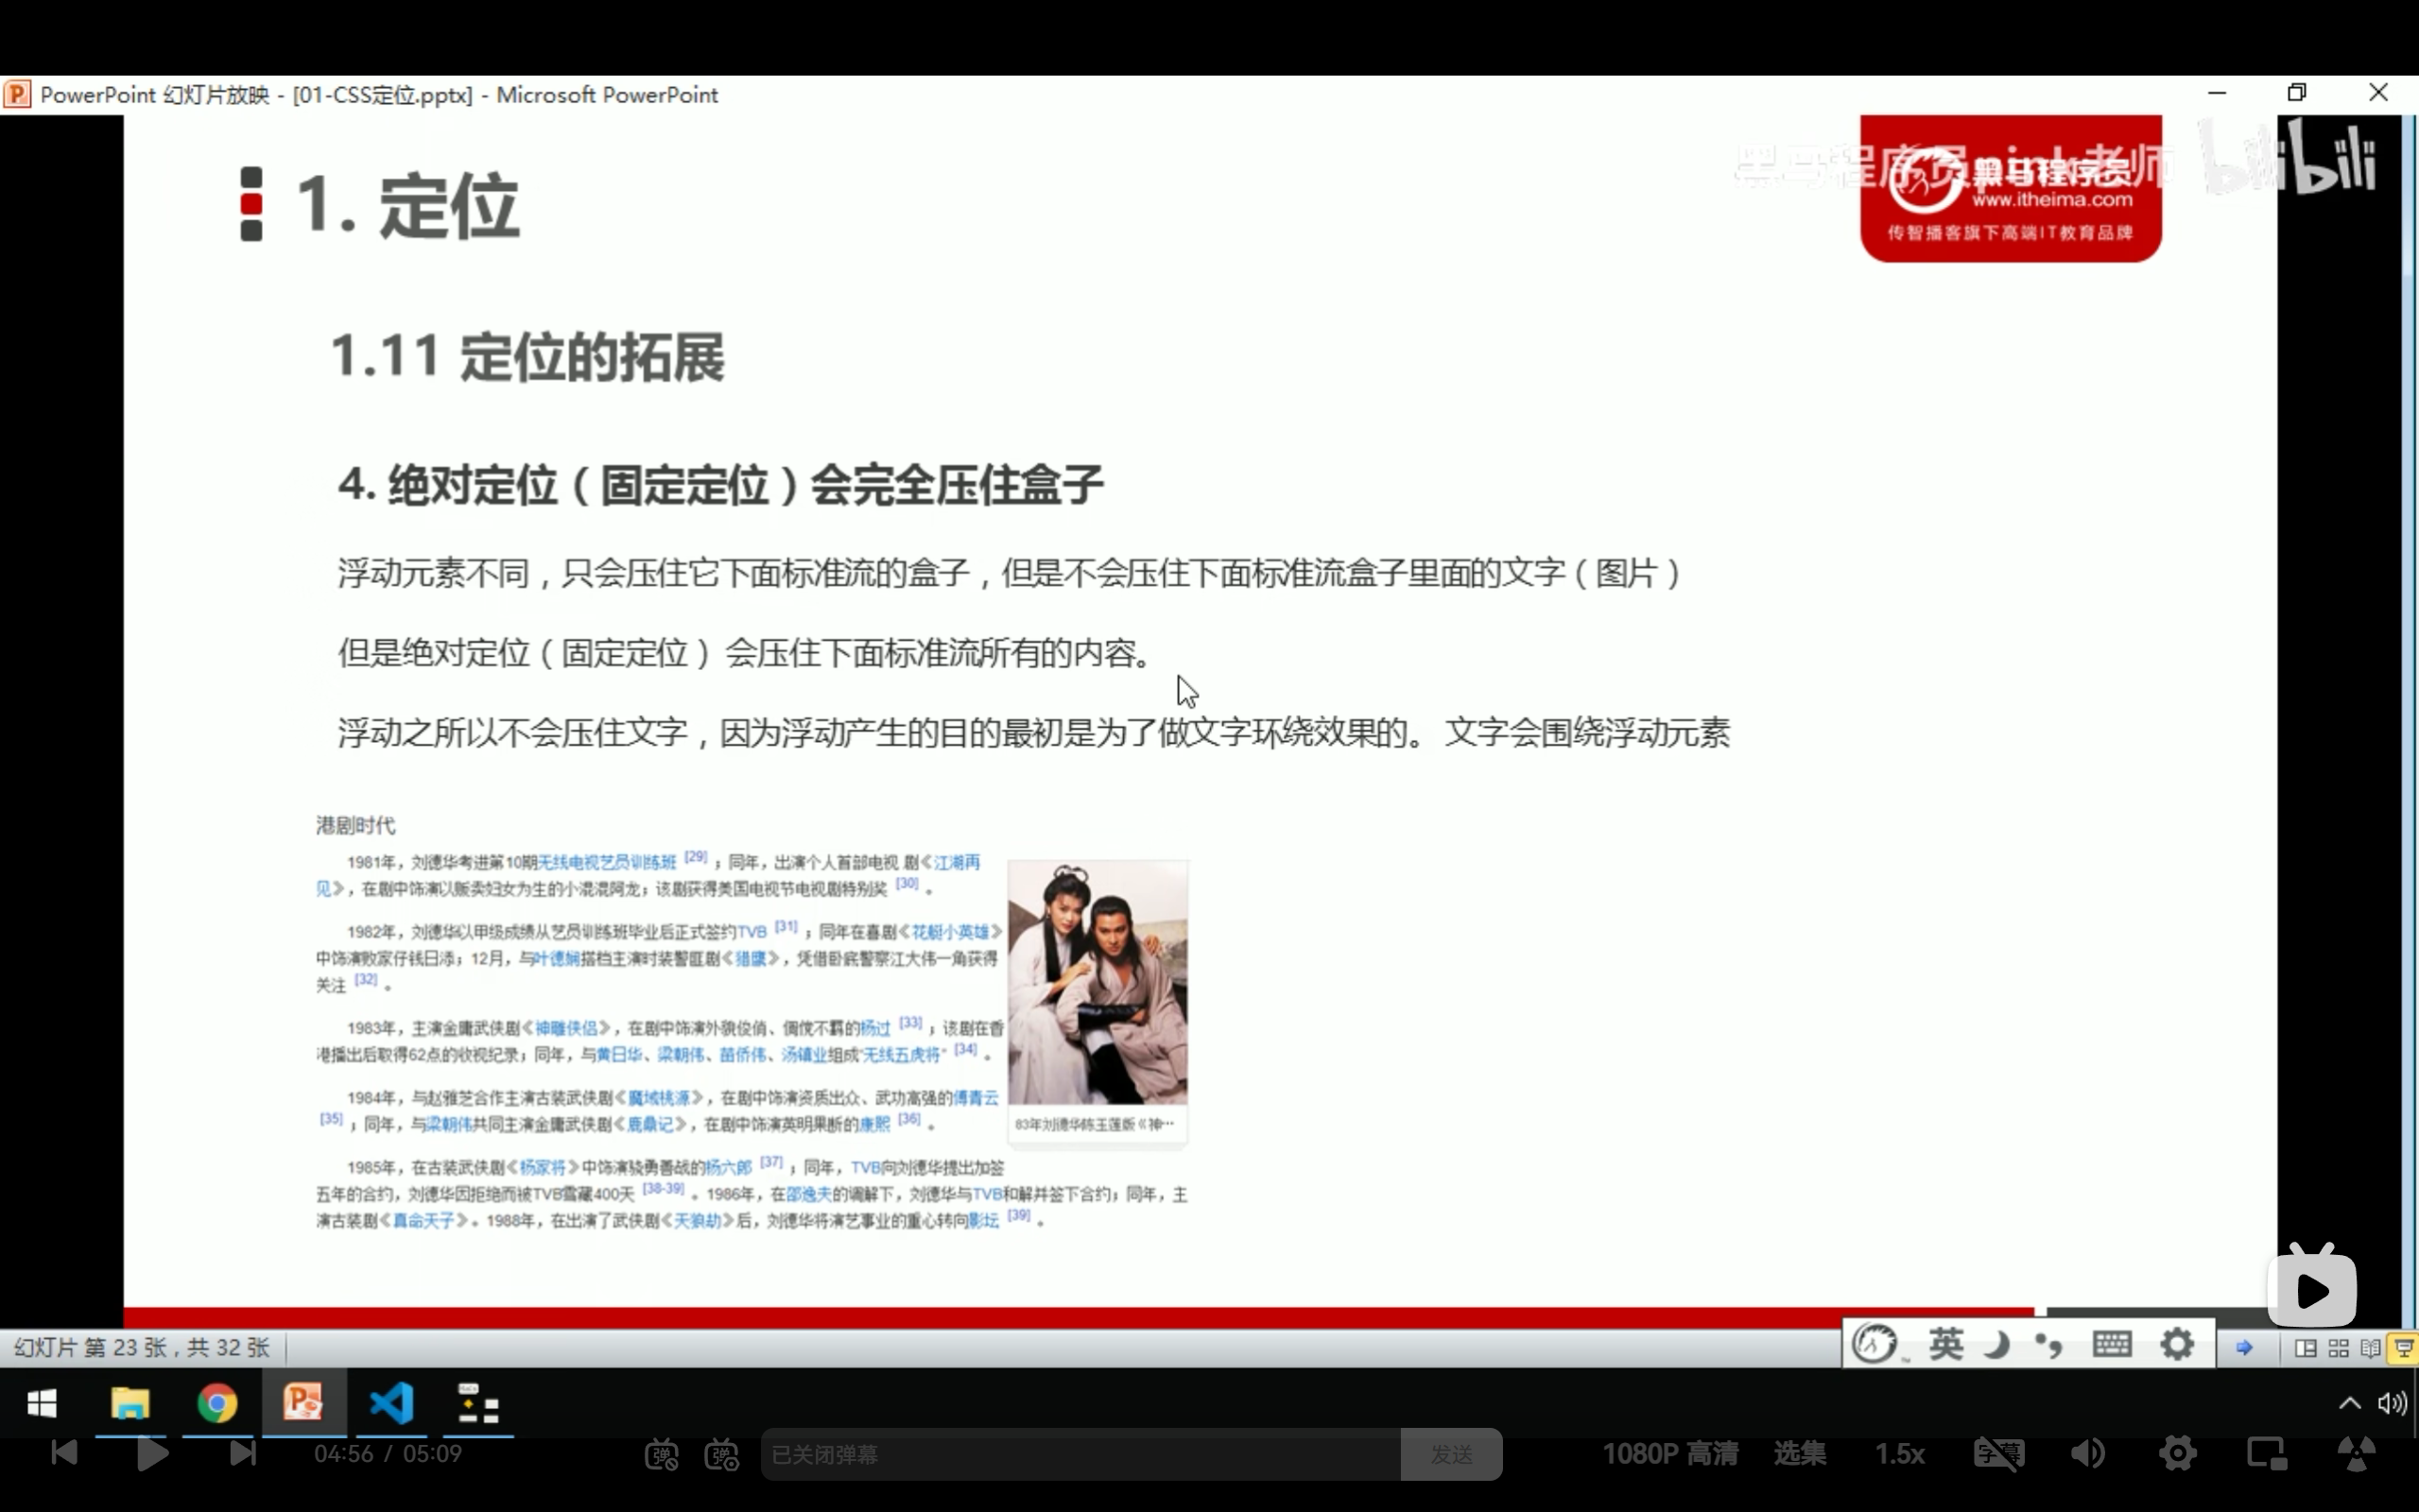 PowerPoint 幻灯片放映 - [01-CSS定位.pptx] - Microsoft PowerPoint
黑马程序员pink老师
bilibili
黑马程序员
www.itheima.com
传智播客旗下高端IT教育品牌
1. 定位
1.11 定位的拓展
4. 绝对定位（固定定位）会完全压住盒子
浮动元素不同，只会压住它下面标准流的盒子，但是不会压住下面标准流盒子里面的文字（图片）
但是绝对定位（固定定位） 会压住下面标准流所有的内容。
浮动之所以不会压住文字，因为浮动产生的目的最初是为了做文字环绕效果的。 文字会围绕浮动元素
港剧时代
1981年，刘德华考进第10期无线电视艺员训练班 [29] ；同年，出演个人首部电视 剧《江湖再
见》，在剧中饰演以贩卖妇女为生的小混混阿龙；该剧获得美国电视节电视剧特别奖 [30] 。
1982年，刘德华以甲级成绩从艺员训练班毕业后正式签约TVB [31] ；同年在喜剧《花艇小英雄》
中饰演败家仔钱日添；12月，与叶德娴搭档主演时装警匪剧《猎鹰》，凭借卧底警察江大伟一角获得
关注 [32] 。
1983年，主演金庸武侠剧《神雕侠侣》，在剧中饰演外貌俊俏、倜傥不羁的杨过 [33] ；该剧在香
港播出后取得62点的收视纪录；同年，与黄日华、梁朝伟、苗侨伟、汤镇业组成“无线五虎将” [34] 。
1984年，与赵雅芝合作主演古装武侠剧《魔域桃源》，在剧中饰演资质出众、武功高强的傅青云
[35] ；同年，与梁朝伟共同主演金庸武侠剧《鹿鼎记》，在剧中饰演英明果断的康熙 [36] 。
83年刘德华陈玉莲版《神…
1985年，在古装武侠剧《杨家将》中饰演骁勇善战的杨六郎 [37] ；同年，TVB向刘德华提出加签
五年的合约，刘德华因拒绝而被TVB雪藏400天 [38-39] 。1986年，在邵逸夫的调解下，刘德华与TVB和解并签下合约；同年，主
演古装剧《真命天子》。1988年，在出演了武侠剧《天狼劫》后，刘德华将演艺事业的重心转向影坛 [39] 。
幻灯片 第 23 张，共 32 张
英
04:56 / 05:09
弹
弹
已关闭弹幕
发送
1080P 高清
选集
1.5x
字幕